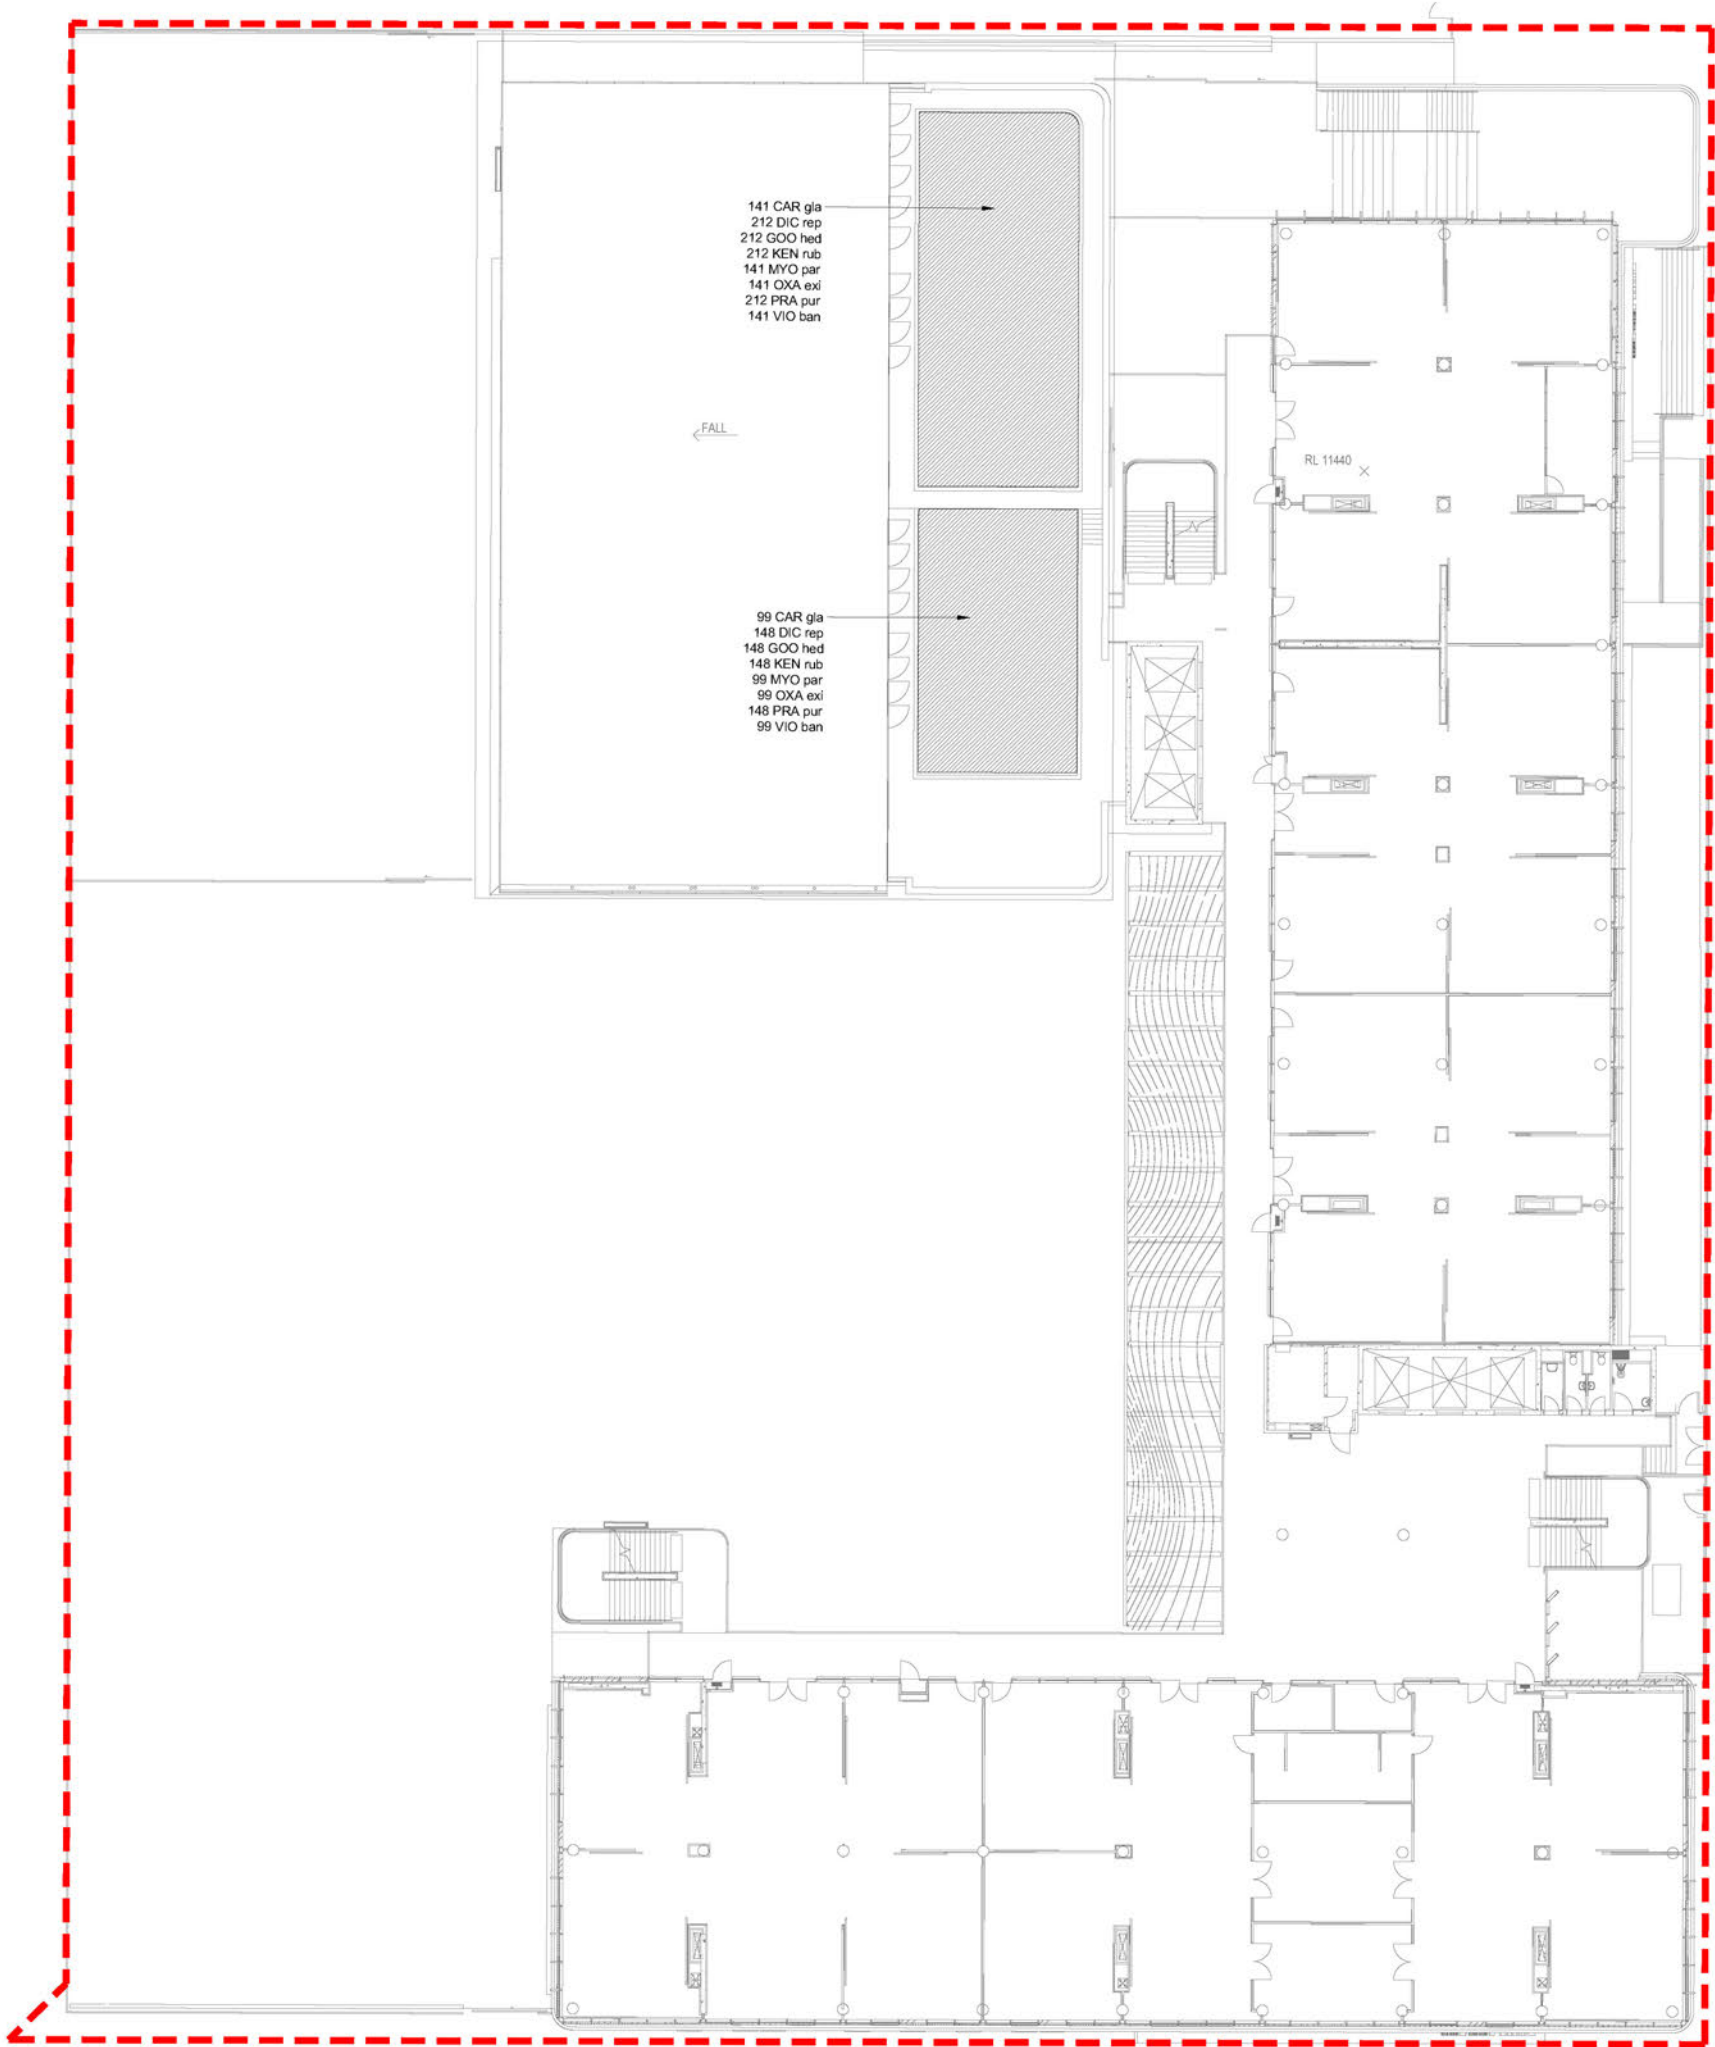 141 CAR gla
212 DIC rep
212 GOO hed
212 KEN rub
141 MYO par
141 OXA exi
212 PRA pur
141 VIO ban
FALL
RL 11440
99 CAR gla
148 DIC rep
148 GOO hed
148 KEN rub
99 MYO par
99 OXA exi
148 PRA pur
99 VIO ban